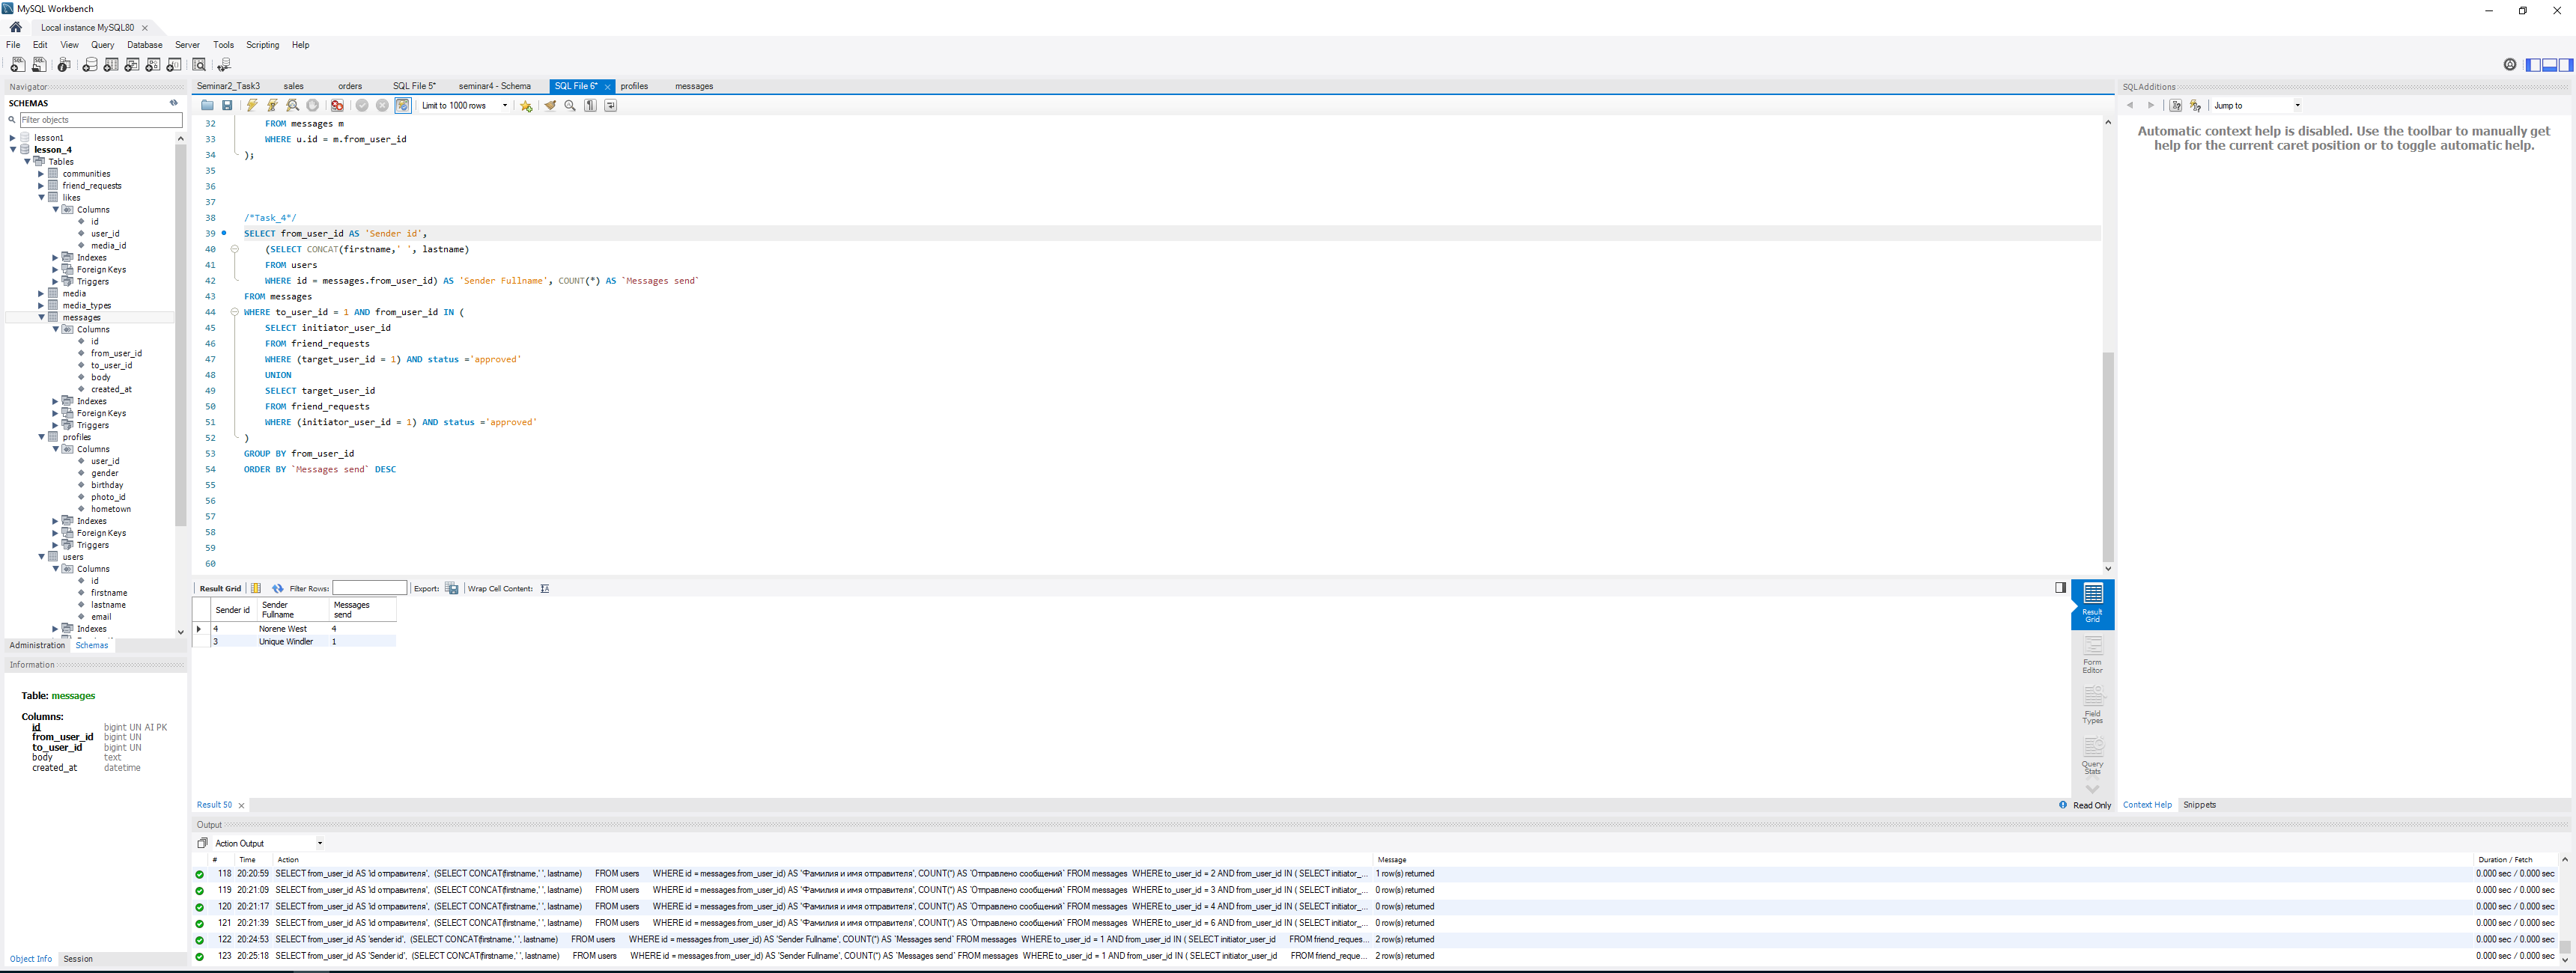 MySQL Workbench
Local instance MySQL80
File Edit View Query Database Server Tools Scripting Help
Navigator
SCHEMAS
Filter objects
lesson1
lesson_4
Tables
communities
friend_requests
likes
Columns
id
user_id
media_id
Indexes
Foreign Keys
Triggers
media
media_types
messages
Columns
id
from_user_id
to_user_id
body
created_at
Indexes
Foreign Keys
Triggers
profiles
Columns
user_id
gender
birthday
photo_id
hometown
Indexes
Foreign Keys
Triggers
users
Columns
id
firstname
lastname
email
Indexes
Administration Schemas
Information
Table: messages
Columns:
id bigint UN AI PK
from_user_id bigint UN
to_user_id bigint UN
body text
created_at datetime
Object Info Session
Seminar2_Task3 sales orders SQL File 5* seminar4 - Schema SQL File 6* profiles messages
Limit to 1000 rows
32 FROM messages m
33 WHERE u.id = m.from_user_id
34 );
35
36
37
38 /*Task_4*/
39 SELECT from_user_id AS 'Sender id',
40 (SELECT CONCAT(firstname,' ', lastname)
41 FROM users
42 WHERE id = messages.from_user_id) AS 'Sender Fullname', COUNT(*) AS `Messages send`
43 FROM messages
44 WHERE to_user_id = 1 AND from_user_id IN (
45 SELECT initiator_user_id
46 FROM friend_requests
47 WHERE (target_user_id = 1) AND status ='approved'
48 UNION
49 SELECT target_user_id
50 FROM friend_requests
51 WHERE (initiator_user_id = 1) AND status ='approved'
52 )
53 GROUP BY from_user_id
54 ORDER BY `Messages send` DESC
55
56
57
58
59
60
Result Grid Filter Rows: Export: Wrap Cell Content:
Sender id Sender Fullname Messages send
4 Norene West 4
3 Unique Windler 1
Result Grid
Form Editor
Field Types
Query Stats
Result 50
Read Only
SQLAdditions
Jump to
Automatic context help is disabled. Use the toolbar to manually get
help for the current caret position or to toggle automatic help.
Context Help Snippets
Output
Action Output
# Time Action Message Duration / Fetch
118 20:20:59 SELECT from_user_id AS 'id отправителя', (SELECT CONCAT(firstname,' ', lastname) FROM users WHERE id = messages.from_user_id) AS 'Фамилия и имя отправителя', COUNT(*) AS `Отправлено сообщений` FROM messages WHERE to_user_id = 2 AND from_user_id IN ( SELECT initiator_... 1 row(s) returned 0.000 sec / 0.000 sec
119 20:21:09 SELECT from_user_id AS 'id отправителя', (SELECT CONCAT(firstname,' ', lastname) FROM users WHERE id = messages.from_user_id) AS 'Фамилия и имя отправителя', COUNT(*) AS `Отправлено сообщений` FROM messages WHERE to_user_id = 3 AND from_user_id IN ( SELECT initiator_... 0 row(s) returned 0.000 sec / 0.000 sec
120 20:21:17 SELECT from_user_id AS 'id отправителя', (SELECT CONCAT(firstname,' ', lastname) FROM users WHERE id = messages.from_user_id) AS 'Фамилия и имя отправителя', COUNT(*) AS `Отправлено сообщений` FROM messages WHERE to_user_id = 4 AND from_user_id IN ( SELECT initiator_... 0 row(s) returned 0.000 sec / 0.000 sec
121 20:21:39 SELECT from_user_id AS 'id отправителя', (SELECT CONCAT(firstname,' ', lastname) FROM users WHERE id = messages.from_user_id) AS 'Фамилия и имя отправителя', COUNT(*) AS `Отправлено сообщений` FROM messages WHERE to_user_id = 6 AND from_user_id IN ( SELECT initiator_... 0 row(s) returned 0.000 sec / 0.000 sec
122 20:24:53 SELECT from_user_id AS 'sender id', (SELECT CONCAT(firstname,' ', lastname) FROM users WHERE id = messages.from_user_id) AS 'Sender Fullname', COUNT(*) AS `Messages send` FROM messages WHERE to_user_id = 1 AND from_user_id IN ( SELECT initiator_user_id FROM friend_reques... 2 row(s) returned 0.000 sec / 0.000 sec
123 20:25:18 SELECT from_user_id AS 'Sender id', (SELECT CONCAT(firstname,' ', lastname) FROM users WHERE id = messages.from_user_id) AS 'Sender Fullname', COUNT(*) AS `Messages send` FROM messages WHERE to_user_id = 1 AND from_user_id IN ( SELECT initiator_user_id FROM friend_reque... 2 row(s) returned 0.000 sec / 0.000 sec